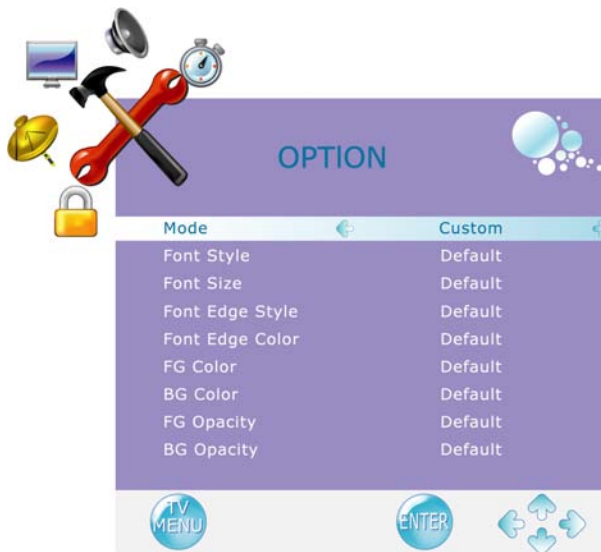 OPTION
Mode Custom
Font Style Default
Font Size Default
Font Edge Style Default
Font Edge Color Default
FG Color Default
BG Color Default
FG Opacity Default
BG Opacity Default
TV
MENU ENTER